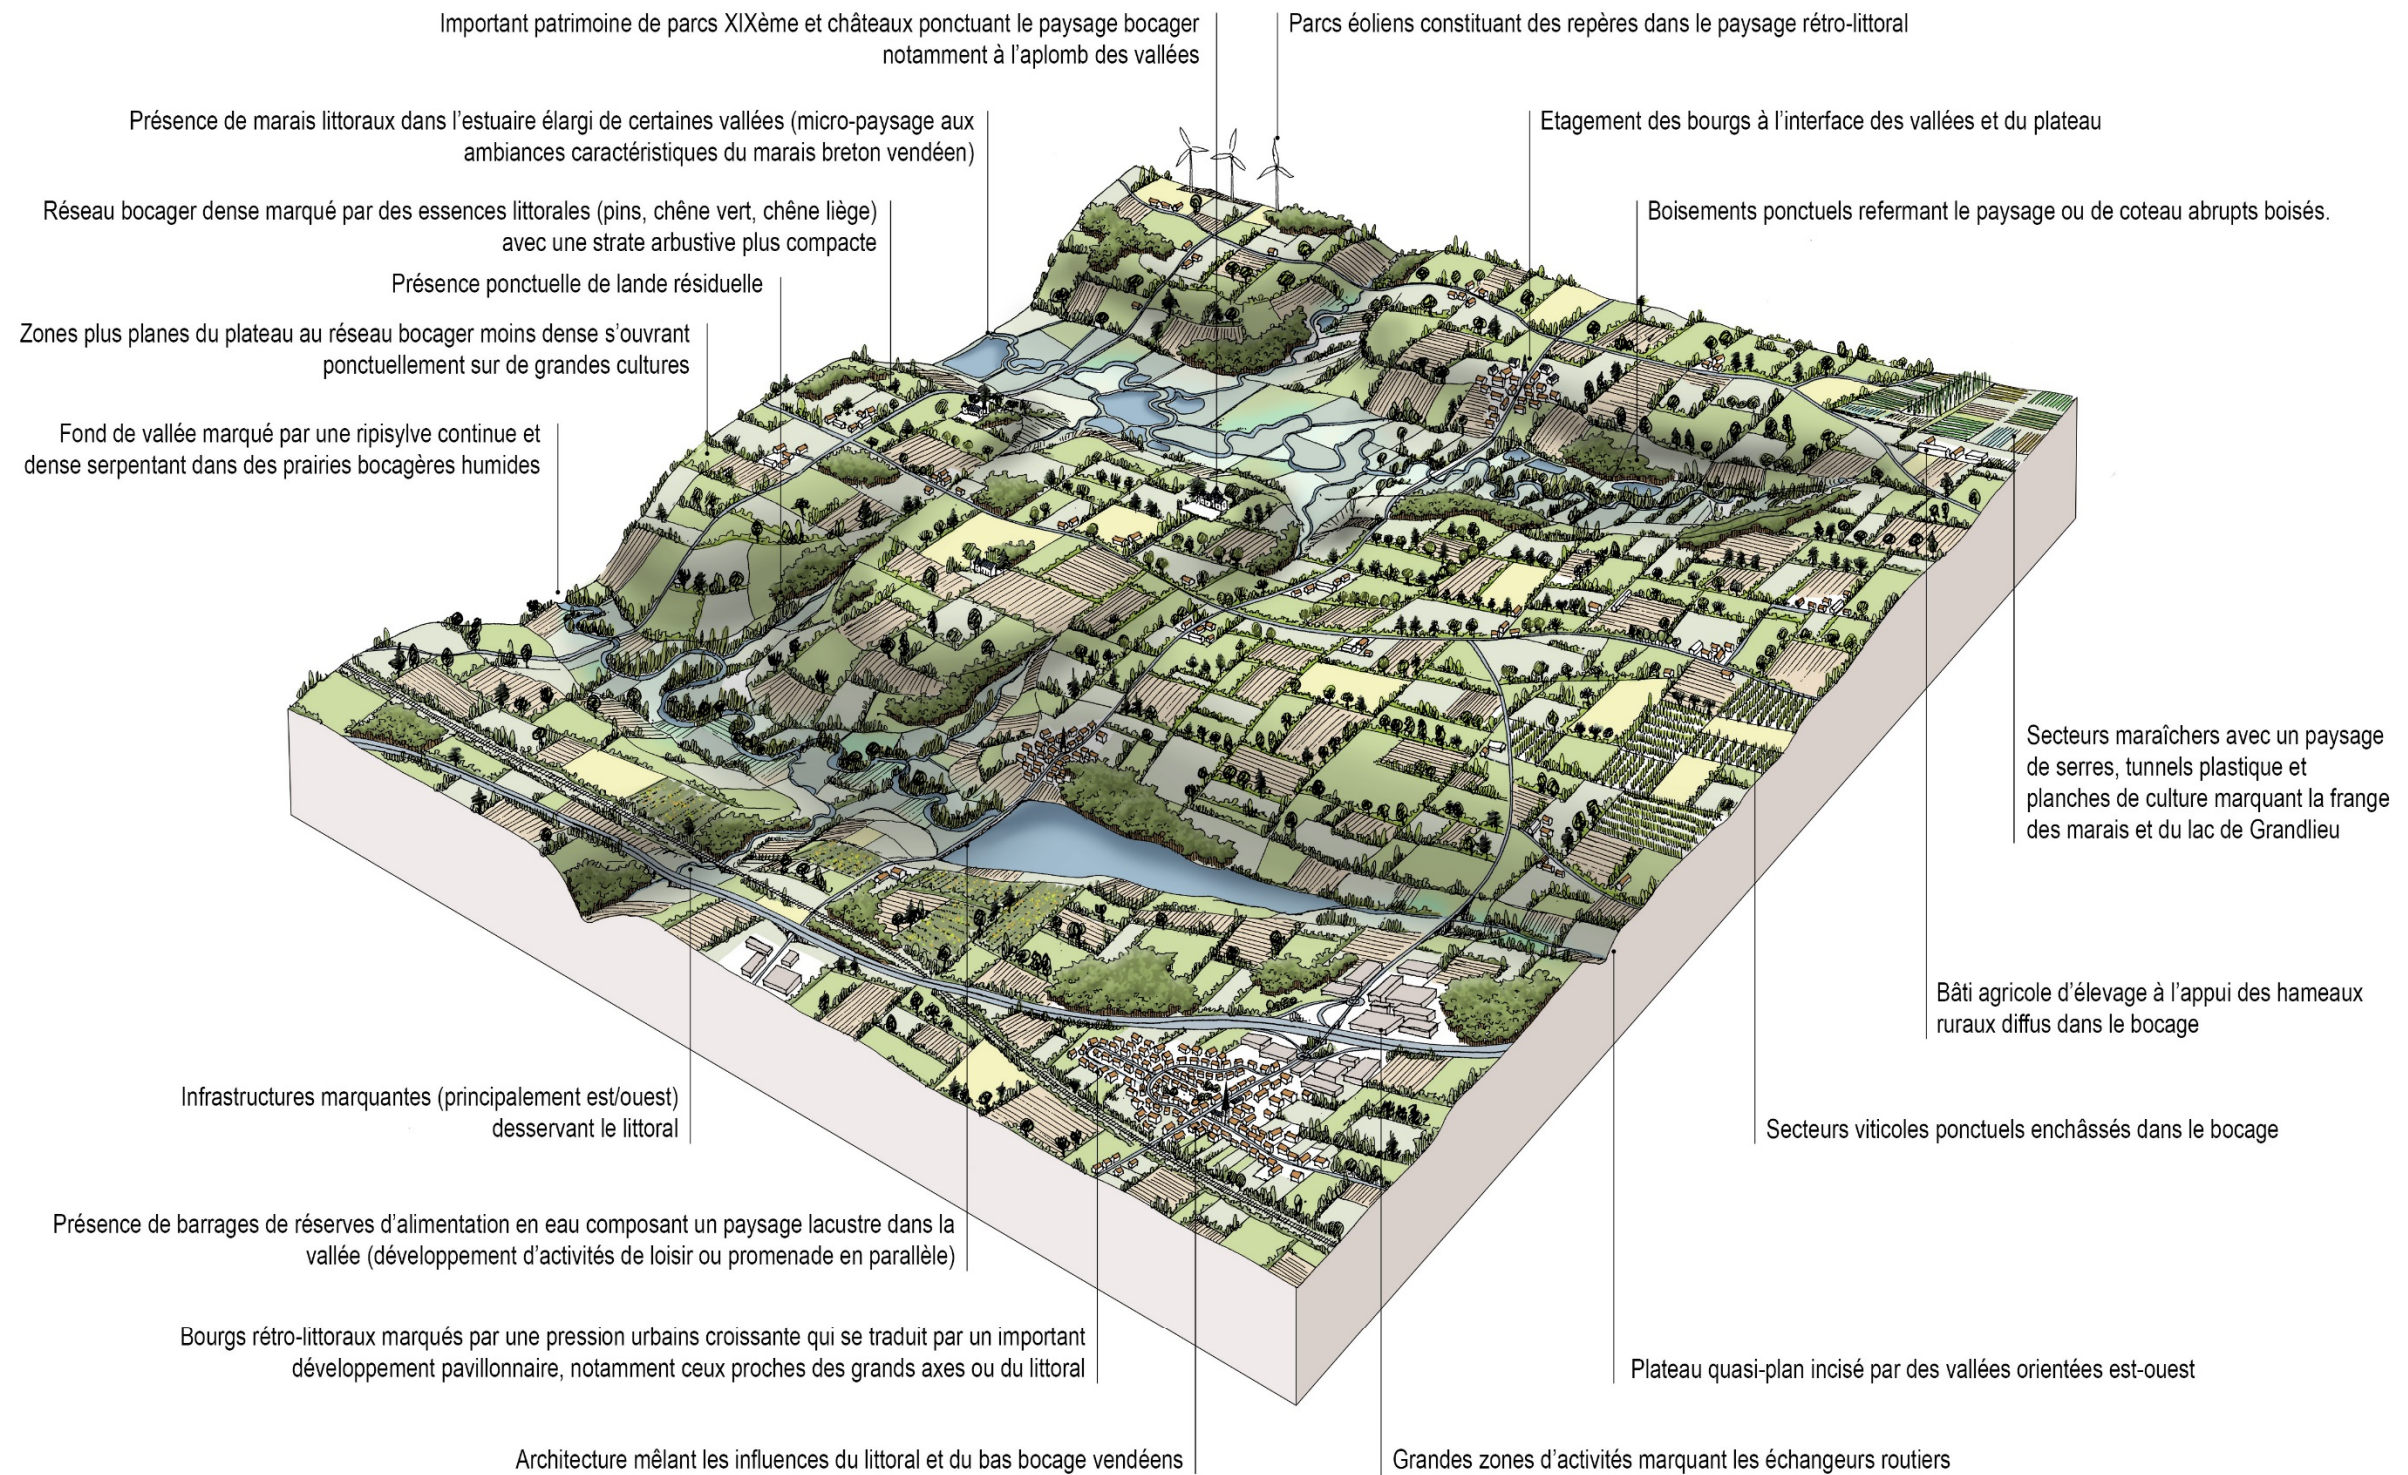 Important patrimoine de parcs XIXème et châteaux ponctuant le paysage bocager
notamment à l'aplomb des vallées
Parcs éoliens constituant des repères dans le paysage rétro-littoral
Présence de marais littoraux dans l'estuaire élargi de certaines vallées (micro-paysage aux
ambiances caractéristiques du marais breton vendéen)
Etagement des bourgs à l'interface des vallées et du plateau
Réseau bocager dense marqué par des essences littorales (pins, chêne vert, chêne liège)
avec une strate arbustive plus compacte
Boisements ponctuels refermant le paysage ou de coteau abrupts boisés.
Présence ponctuelle de lande résiduelle
Zones plus planes du plateau au réseau bocager moins dense s'ouvrant
ponctuellement sur de grandes cultures
Fond de vallée marqué par une ripisylve continue et
dense serpentant dans des prairies bocagères humides
Secteurs maraîchers avec un paysage
de serres, tunnels plastique et
planches de culture marquant la frange
des marais et du lac de Grandlieu
Bâti agricole d'élevage à l'appui des hameaux
ruraux diffus dans le bocage
Infrastructures marquantes (principalement est/ouest)
desservant le littoral
Secteurs viticoles ponctuels enchâssés dans le bocage
Présence de barrages de réserves d'alimentation en eau composant un paysage lacustre dans la
vallée (développement d'activités de loisir ou promenade en parallèle)
Bourgs rétro-littoraux marqués par une pression urbains croissante qui se traduit par un important
développement pavillonnaire, notamment ceux proches des grands axes ou du littoral
Plateau quasi-plan incisé par des vallées orientées est-ouest
Architecture mêlant les influences du littoral et du bas bocage vendéens
Grandes zones d'activités marquant les échangeurs routiers